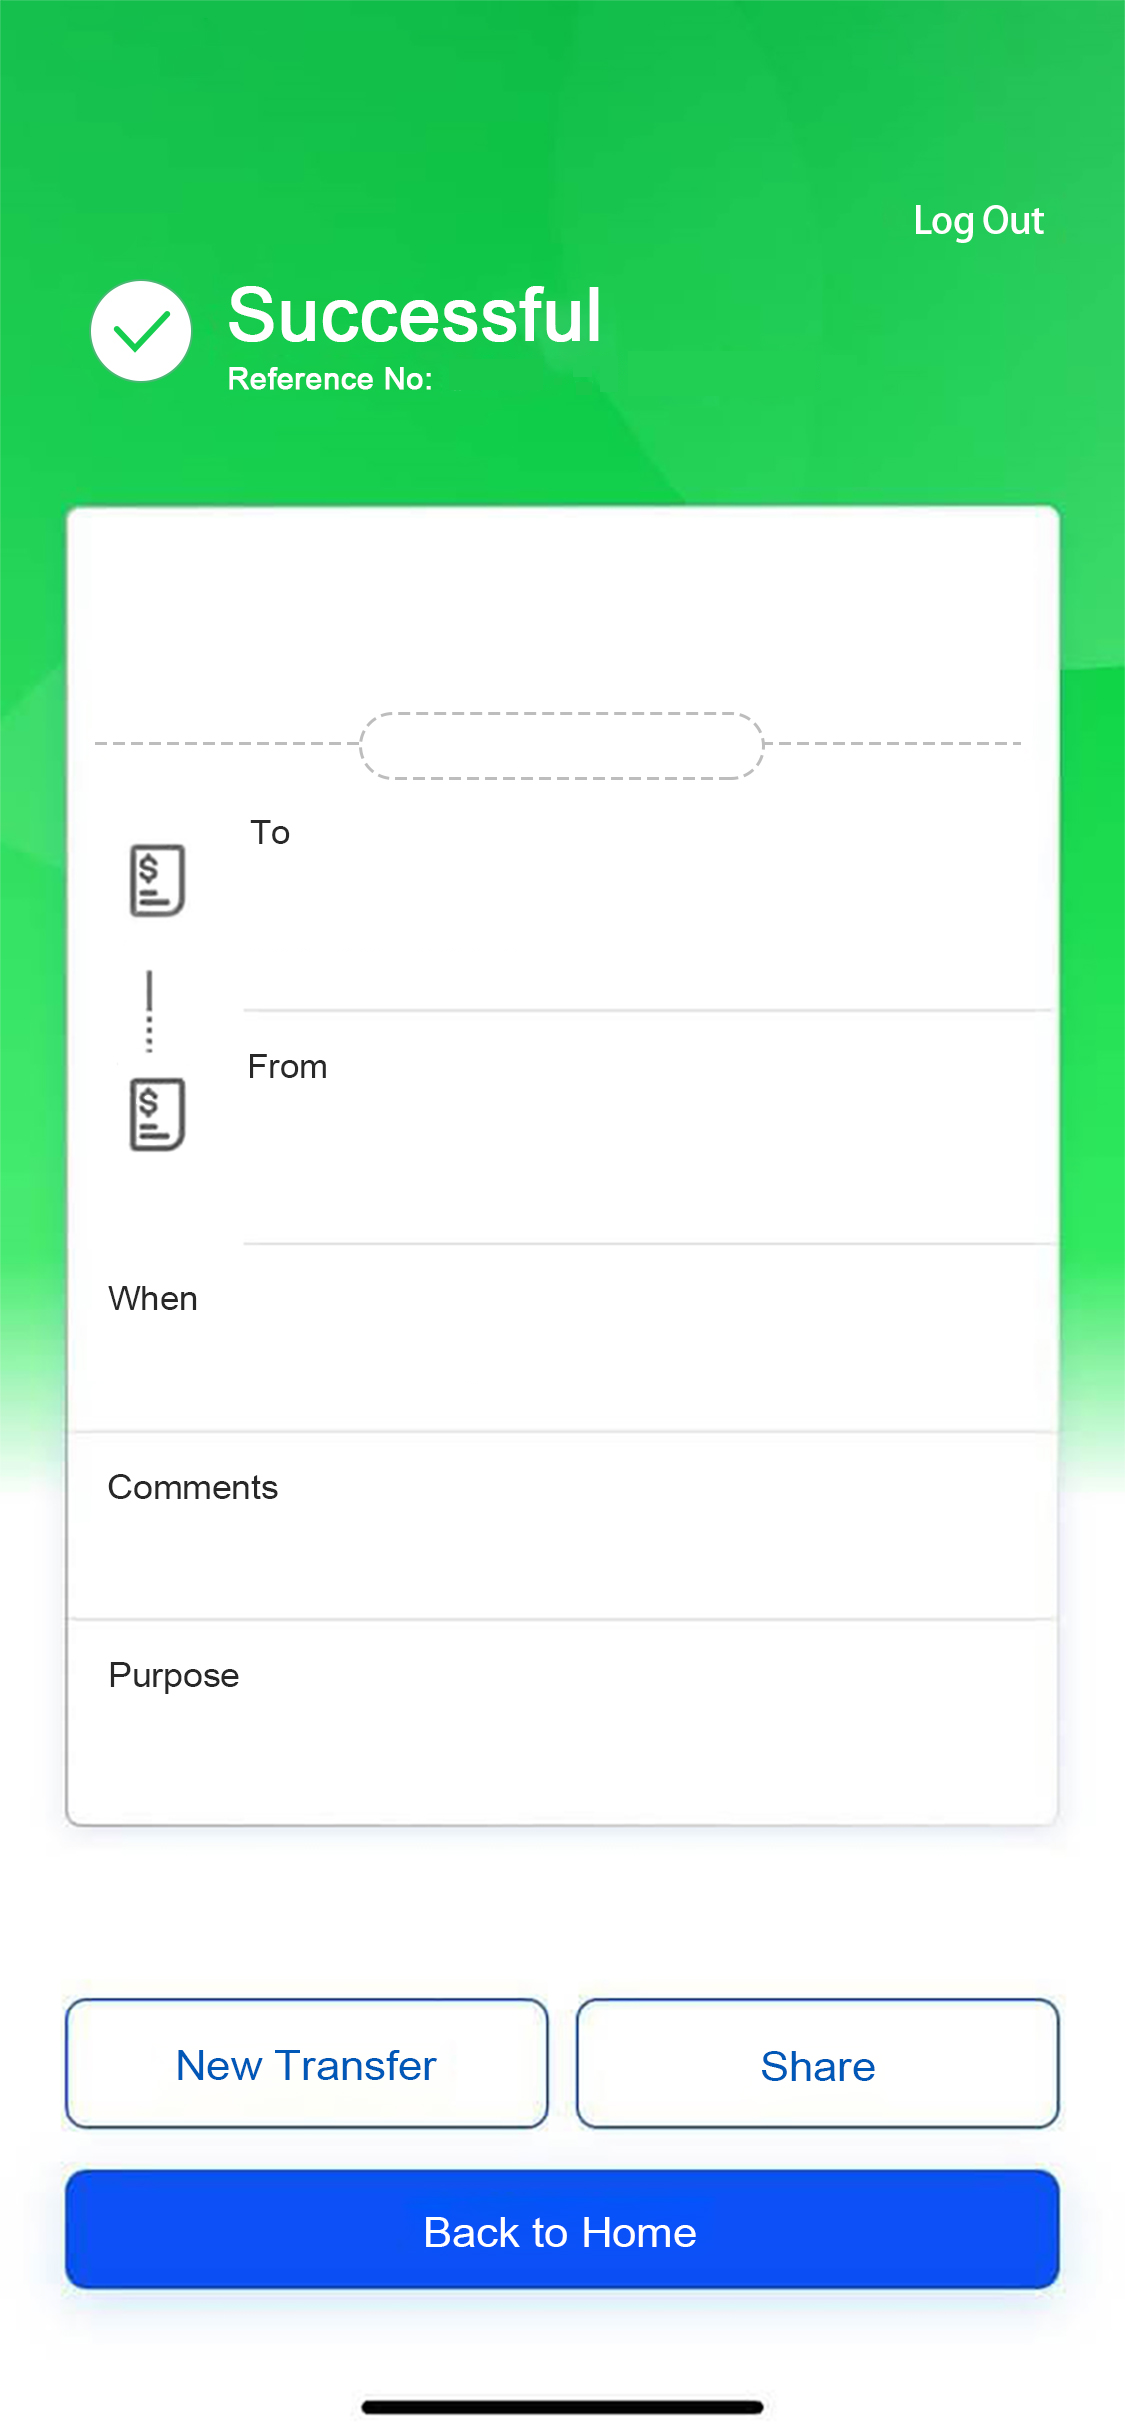 Log Out
Successful
Reference No:
To
From
When
Comments
Purpose
New Transfer
Share
Back to Home